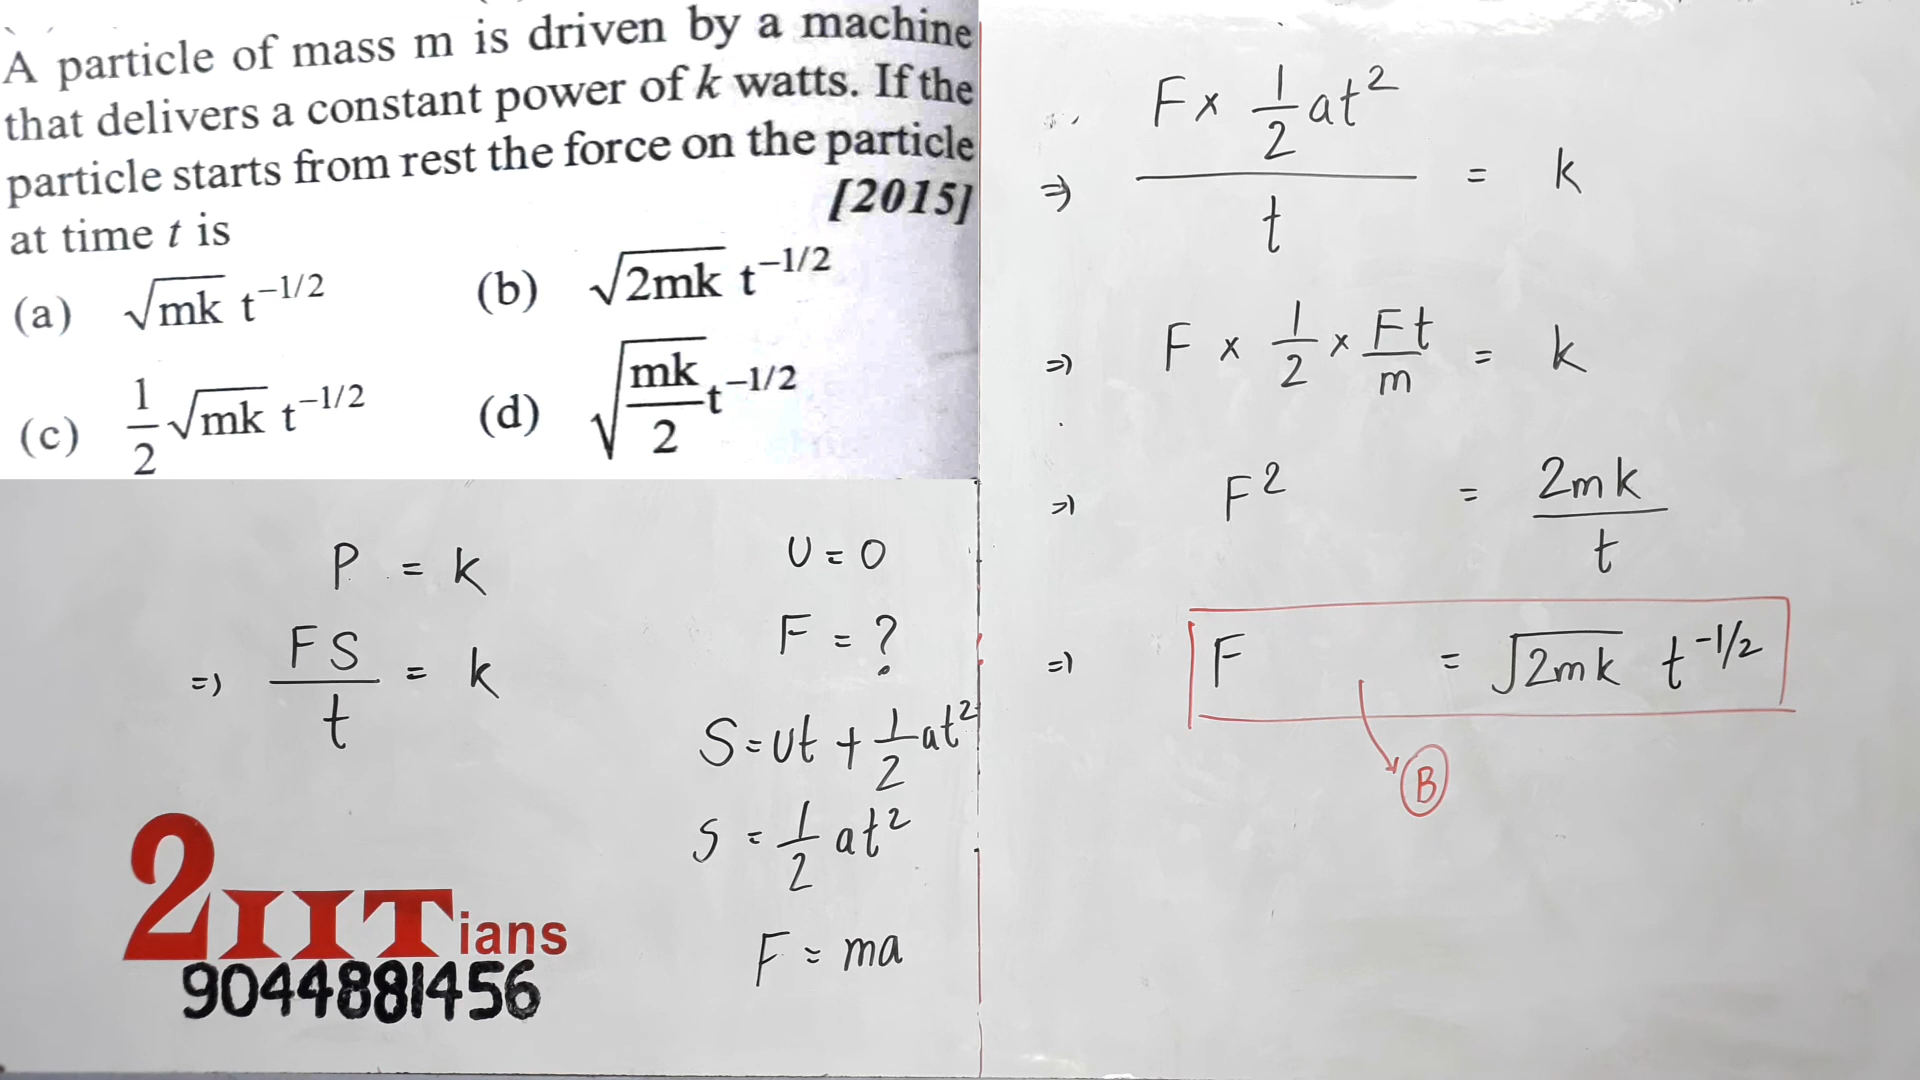 A particle of mass m is driven by a machine
that delivers a constant power of k watts. If the
particle starts from rest the force on the particle
at time t is [2015]
(a) √mk t^−1/2 (b) √2mk t^−1/2
(c) 1/2 √mk t^−1/2 (d) √(mk/2) t^−1/2
P = k
⇒ FS/t = k
U = 0
F = ?
S = ut + 1/2 at²
S = 1/2 at²
F = ma
2IITians
9044881456
⇒ (F × 1/2 at²)/t = k
⇒ F × 1/2 × Ft/m = k
⇒ F² = 2mk/t
⇒ F = √2mk t^−1/2
B